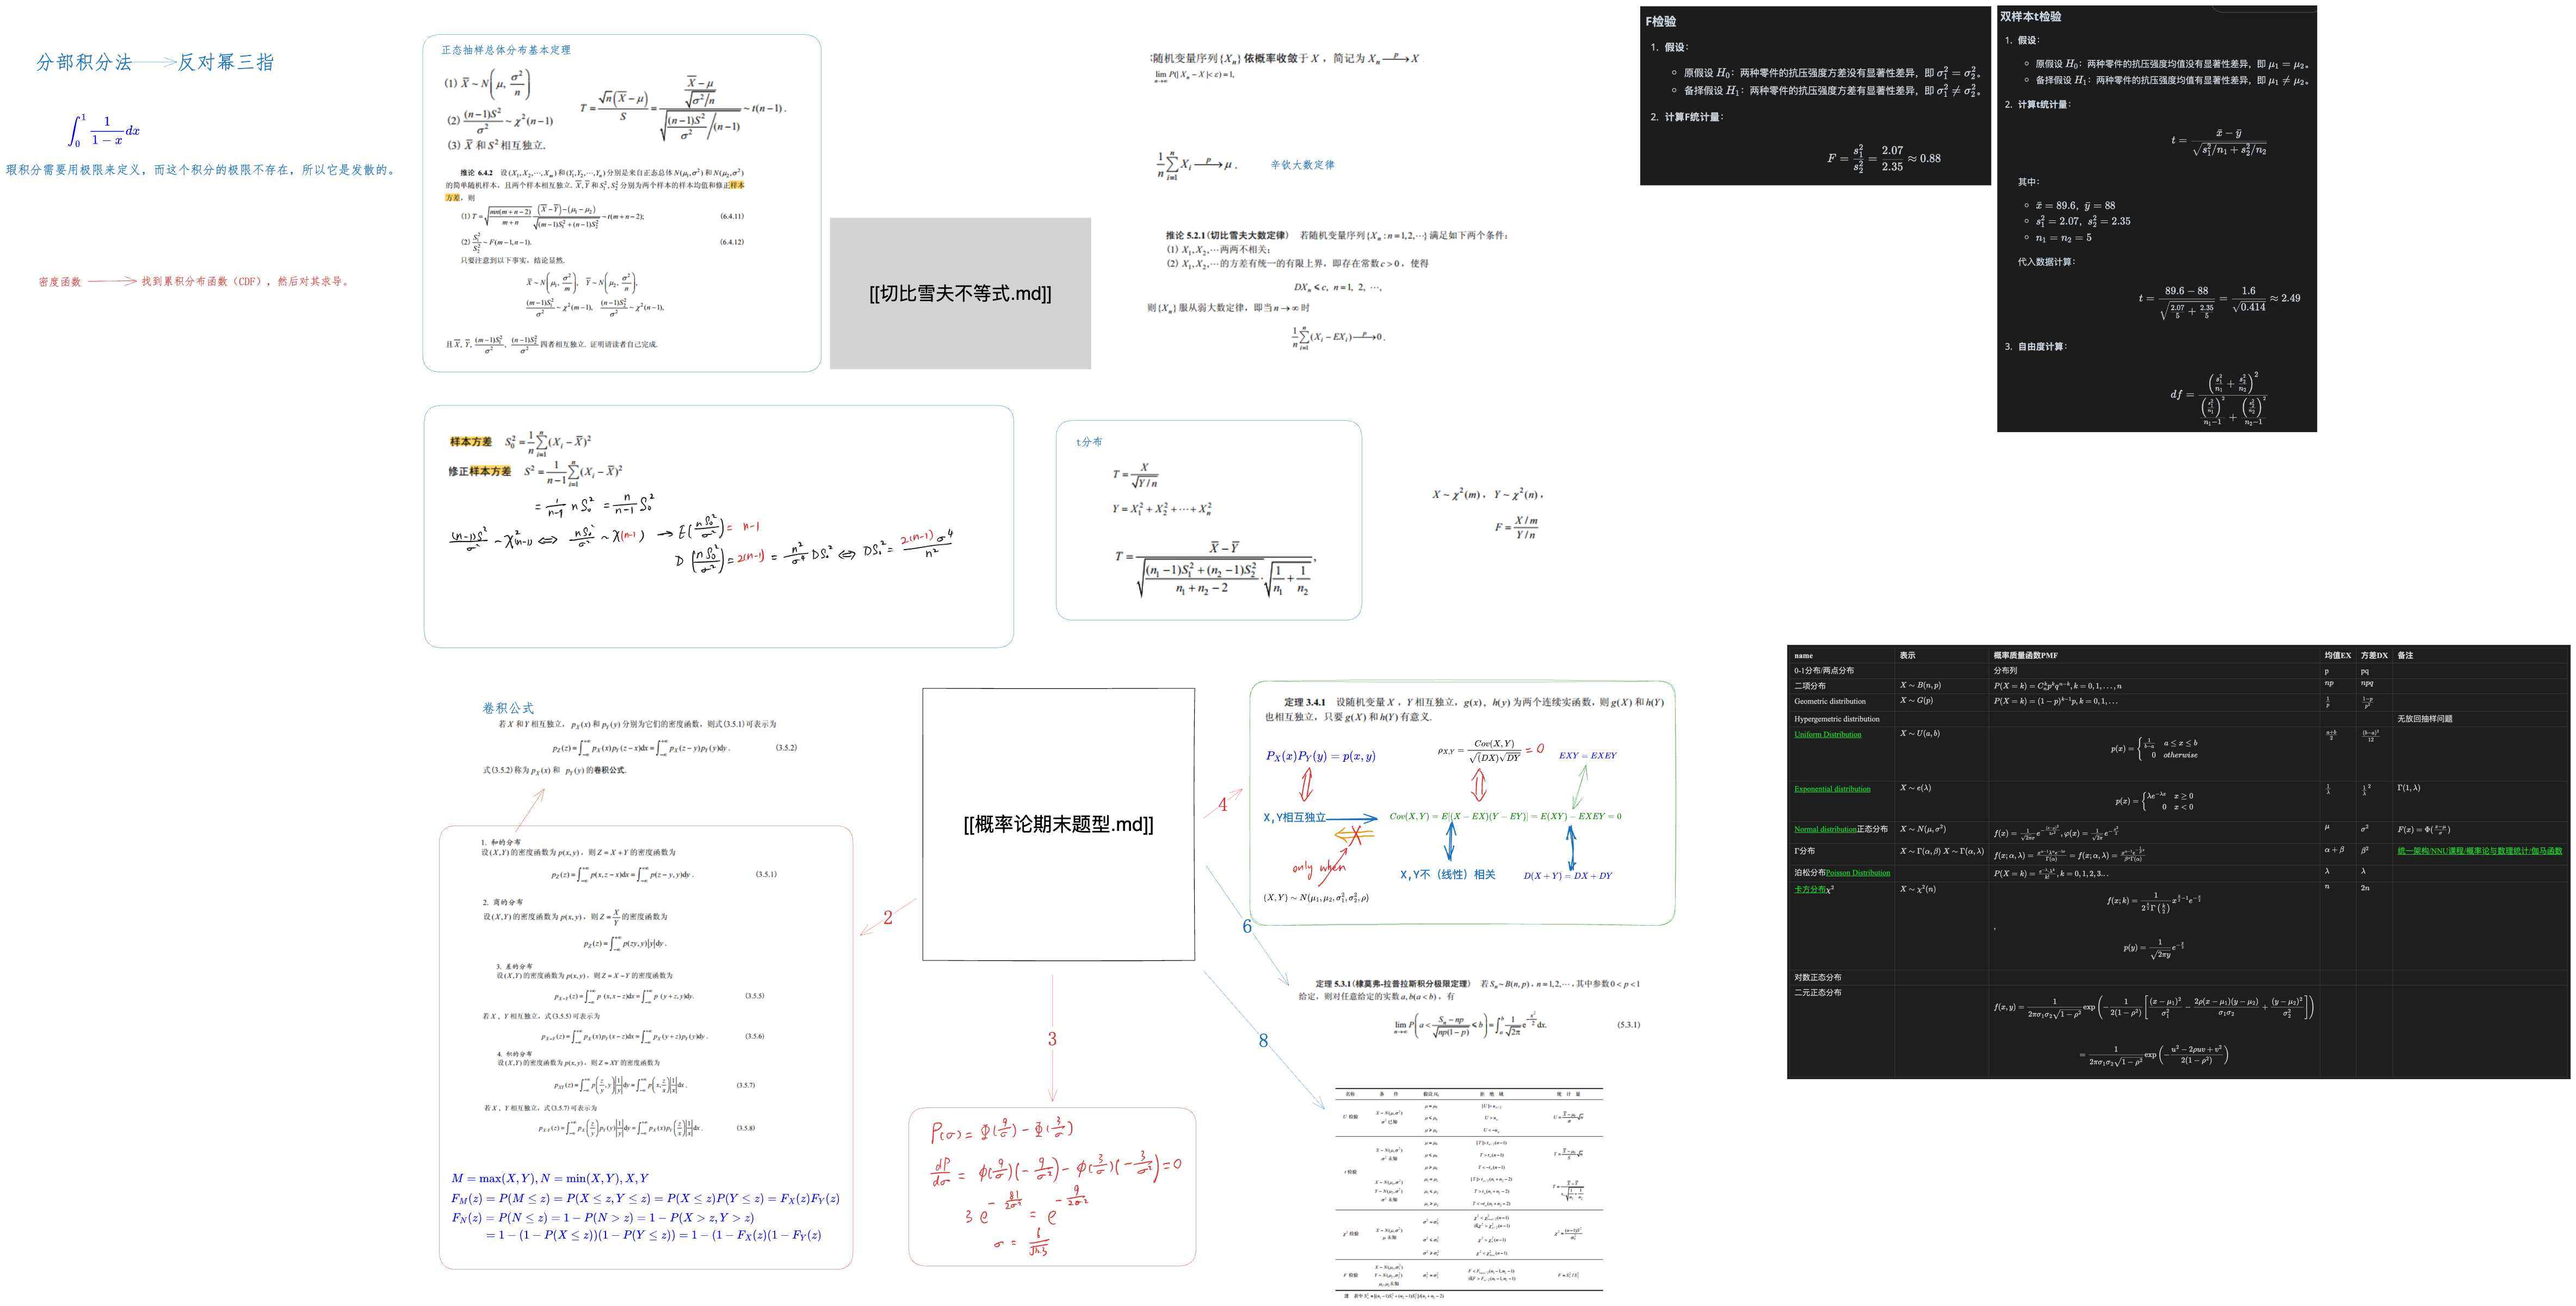 分部积分法 → 反对幂三指
$\int_0^1 \frac{1}{1-x}dx$
瑕积分需要用极限来定义，而这个积分的极限不存在，所以它是发散的。
密度函数 → 找到累积分布函数（CDF），然后对其求导。
正态抽样总体分布基本定理
(1) $\overline{X} \sim N\left(\mu, \frac{\sigma^2}{n}\right)$
$T = \frac{\sqrt{n}(\overline{X}-\mu)}{S} = \frac{\frac{\overline{X}-\mu}{\sqrt{\sigma^2/n}}}{\sqrt{\frac{(n-1)S^2}{\sigma^2}/(n-1)}} \sim t(n-1).$
(2) $\frac{(n-1)S^2}{\sigma^2} \sim \chi^2(n-1)$
(3) $\overline{X}$ 和 $S^2$ 相互独立.
推论 6.4.2 设$(X_1,X_2,\cdots,X_m)$和$(Y_1,Y_2,\cdots,Y_n)$分别是来自正态总体$N(\mu_1,\sigma^2)$和$N(\mu_2,\sigma^2)$
的简单随机样本，且两个样本相互独立. $\overline{X},\overline{Y}$和$S_1^2,S_2^2$分别为两个样本的样本均值和修正样本
方差，则
(1) $T = \sqrt{\frac{mn(m+n-2)}{m+n}} \frac{(\overline{X}-\overline{Y})-(\mu_1-\mu_2)}{\sqrt{(m-1)S_1^2+(n-1)S_2^2}} \sim t(m+n-2);$ (6.4.11)
(2) $\frac{S_1^2}{S_2^2} \sim F(m-1,n-1).$ (6.4.12)
只要注意到以下事实，结论显然.
$\overline{X} \sim N\left(\mu_1, \frac{\sigma^2}{m}\right), \overline{Y} \sim N\left(\mu_2, \frac{\sigma^2}{n}\right),$
$\frac{(m-1)S_1^2}{\sigma^2} \sim \chi^2(m-1), \frac{(n-1)S_2^2}{\sigma^2} \sim \chi^2(n-1),$
且 $\overline{X}, \overline{Y}, \frac{(m-1)S_1^2}{\sigma^2}, \frac{(n-1)S_2^2}{\sigma^2}$ 四者相互独立. 证明请读者自己完成.
[[切比雪夫不等式.md]]
随机变量序列$\{X_n\}$ 依概率收敛于 $X$，简记为 $X_n \xrightarrow{p} X$
$\lim_{n\to\infty} P(|X_n - X|<\varepsilon) = 1,$
$\frac{1}{n}\sum_{i=1}^n X_i \xrightarrow{p} \mu.$ 辛钦大数定律
推论 5.2.1(切比雪夫大数定律) 若随机变量序列$\{X_n : n=1,2,\cdots\}$满足如下两个条件：
(1) $X_1,X_2,\cdots$两两不相关；
(2) $X_1,X_2,\cdots$的方差有统一的有限上界，即存在常数$c>0$，使得
$DX_n \leqslant c, n=1, 2, \cdots,$
则$\{X_n\}$服从弱大数定律，即当$n\to\infty$时
$\frac{1}{n}\sum_{i=1}^n (X_i - EX_i) \xrightarrow{p} 0.$
F检验
1. 假设：
○ 原假设 $H_0$：两种零件的抗压强度方差没有显著性差异，即 $\sigma_1^2 = \sigma_2^2$。
○ 备择假设 $H_1$：两种零件的抗压强度方差有显著性差异，即 $\sigma_1^2 \neq \sigma_2^2$。
2. 计算F统计量：
$F = \frac{s_1^2}{s_2^2} = \frac{2.07}{2.35} \approx 0.88$
双样本t检验
1. 假设：
○ 原假设 $H_0$：两种零件的抗压强度均值没有显著性差异，即 $\mu_1 = \mu_2$。
○ 备择假设 $H_1$：两种零件的抗压强度均值有显著性差异，即 $\mu_1 \neq \mu_2$。
2. 计算t统计量：
$t = \frac{\bar{x}-\bar{y}}{\sqrt{s_1^2/n_1 + s_2^2/n_2}}$
其中：
○ $\bar{x} = 89.6, \bar{y} = 88$
○ $s_1^2 = 2.07, s_2^2 = 2.35$
○ $n_1 = n_2 = 5$
代入数据计算：
$t = \frac{89.6-88}{\sqrt{\frac{2.07}{5}+\frac{2.35}{5}}} = \frac{1.6}{\sqrt{0.414}} \approx 2.49$
3. 自由度计算：
$df = \frac{\left(\frac{s_1^2}{n_1}+\frac{s_2^2}{n_2}\right)^2}{\frac{\left(\frac{s_1^2}{n_1}\right)^2}{n_1-1}+\frac{\left(\frac{s_2^2}{n_2}\right)^2}{n_2-1}}$
样本方差 $S_0^2 = \frac{1}{n}\sum_{i=1}^n (X_i - \overline{X})^2$
修正样本方差 $S^2 = \frac{1}{n-1}\sum_{i=1}^n (X_i - \overline{X})^2$
$= \frac{1}{n-1} n S_0^2 = \frac{n}{n-1} S_0^2$
$\frac{(n-1)S^2}{\sigma^2} \sim \chi^2_{(n-1)} \Leftrightarrow \frac{nS_0^2}{\sigma^2} \sim \chi(n-1) \to E\left(\frac{nS_0^2}{\sigma^2}\right) = n-1$
$D\left(\frac{nS_0^2}{\sigma^2}\right) = 2(n-1) = \frac{n^2}{\sigma^4} DS_0^2 \Leftrightarrow DS_0^2 = \frac{2(n-1)\sigma^4}{n^2}$
t分布
$T = \frac{X}{\sqrt{Y/n}}$
$Y = X_1^2 + X_2^2 + \cdots + X_n^2$
$T = \frac{\overline{X}-\overline{Y}}{\sqrt{\frac{(n_1-1)S_1^2+(n_2-1)S_2^2}{n_1+n_2-2}} \cdot \sqrt{\frac{1}{n_1}+\frac{1}{n_2}}},$
$X \sim \chi^2(m), Y \sim \chi^2(n),$
$F = \frac{X/m}{Y/n}$
卷积公式
若 $X$ 和 $Y$ 相互独立，$p_X(x)$ 和 $p_Y(y)$ 分别为它们的密度函数，则式(3.5.1)可表示为
$p_Z(z) = \int_{-\infty}^{+\infty} p_X(x)p_Y(z-x)dx = \int_{-\infty}^{+\infty} p_X(z-y)p_Y(y)dy.$ (3.5.2)
式(3.5.2)称为 $p_X(x)$ 和 $p_Y(y)$ 的卷积公式.
2
1. 和的分布
设$(X,Y)$的密度函数为 $p(x,y)$，则 $Z = X+Y$ 的密度函数为
$p_Z(z) = \int_{-\infty}^{+\infty} p(x,z-x)dx = \int_{-\infty}^{+\infty} p(z-y,y)dy.$ (3.5.1)
2. 商的分布
设$(X,Y)$的密度函数为 $p(x,y)$，则 $Z = \frac{X}{Y}$ 的密度函数为
$p_Z(z) = \int_{-\infty}^{+\infty} p(zy,y)|y|dy.$
3. 差的分布
设$(X,Y)$的密度函数为 $p(x,y)$，则 $Z = X-Y$ 的密度函数为
$p_{X-Y}(z) = \int_{-\infty}^{+\infty} p(x,x-z)dx = \int_{-\infty}^{+\infty} p(y+z,y)dy.$ (3.5.5)
若 $X, Y$ 相互独立，式(3.5.5)可表示为
$p_{X-Y}(z) = \int_{-\infty}^{+\infty} p_X(x)p_Y(x-z)dx = \int_{-\infty}^{+\infty} p_X(y+z)p_Y(y)dy.$ (3.5.6)
4. 积的分布
设$(X,Y)$的密度函数为 $p(x,y)$，则 $Z = XY$ 的密度函数为
$p_{XY}(z) = \int_{-\infty}^{+\infty} p\left(\frac{z}{y},y\right)\left|\frac{1}{y}\right|dy = \int_{-\infty}^{+\infty} p\left(x,\frac{z}{x}\right)\left|\frac{1}{x}\right|dx.$ (3.5.7)
若 $X, Y$ 相互独立，式(3.5.7)可表示为
$p_{XY}(z) = \int_{-\infty}^{+\infty} p_X\left(\frac{z}{y}\right)p_Y(y)\left|\frac{1}{y}\right|dy = \int_{-\infty}^{+\infty} p_X(x)p_Y\left(\frac{z}{x}\right)\left|\frac{1}{x}\right|dx.$ (3.5.8)
$M = \max(X,Y), N = \min(X,Y), X, Y$
$F_M(z) = P(M \leq z) = P(X \leq z, Y \leq z) = P(X \leq z)P(Y \leq z) = F_X(z)F_Y(z)$
$F_N(z) = P(N \leq z) = 1 - P(N > z) = 1 - P(X > z, Y > z)$
$= 1 - (1 - P(X \leq z))(1 - P(Y \leq z)) = 1 - (1 - F_X(z)(1 - F_Y(z)$
[[概率论期末题型.md]]
3
$P(\sigma) = \Phi(\frac{9}{\sigma}) - \Phi(\frac{3}{\sigma})$
$\frac{dP}{d\sigma} = \phi(\frac{9}{\sigma})(-\frac{9}{\sigma^2}) - \phi(\frac{3}{\sigma})(-\frac{3}{\sigma^2}) = 0$
$3e^{-\frac{81}{2\sigma^2}} = e^{-\frac{9}{2\sigma^2}}$
$\sigma = \frac{6}{\sqrt{\ln 3}}$
4
定理 3.4.1 设随机变量 $X, Y$ 相互独立，$g(x), h(y)$ 为两个连续实函数，则 $g(X)$ 和 $h(Y)$
也相互独立，只要 $g(X)$ 和 $h(Y)$ 有意义.
$P_X(x)P_Y(y) = p(x,y)$
$\rho_{X,Y} = \frac{Cov(X,Y)}{\sqrt{(DX)}\sqrt{DY}} = 0$
$EXY = EXEY$
X,Y相互独立
$Cov(X,Y) = E[(X-EX)(Y-EY)] = E(XY) - EXEY = 0$
only when
X,Y不（线性）相关
$D(X+Y) = DX + DY$
$(X,Y) \sim N(\mu_1,\mu_2,\sigma_1^2,\sigma_2^2,\rho)$
6
定理 5.3.1(棣莫弗-拉普拉斯积分极限定理) 若 $S_n \sim B(n,p), n=1,2,\cdots$，其中参数 $0<p<1$
给定，则对任意给定的实数 $a,b(a<b)$，有
$\lim_{n\to\infty} P\left(a < \frac{S_n-np}{\sqrt{np(1-p)}} \leqslant b\right) = \int_a^b \frac{1}{\sqrt{2\pi}} e^{-\frac{x^2}{2}}dx.$ (5.3.1)
8
名称 条 件 假设 $H_0$ 拒 绝 域 统 计 量
U 检验
t 检验
$\chi^2$ 检验
F 检验
name 表示 概率质量函数PMF 均值EX 方差DX 备注
0-1分布/两点分布 分布列 p pq
二项分布 $X \sim B(n,p)$ $P(X=k) = C_n^k p^k q^{n-k}, k=0,1,\ldots,n$ $np$ $npq$
Geometric distribution $X \sim G(p)$ $P(X=k) = (1-p)^{k-1}p, k=0,1,\ldots$ $\frac{1}{p}$ $\frac{1-p}{p^2}$
Hypergemetric distribution 无放回抽样问题
Uniform Distribution $X \sim U(a,b)$ $p(x) = \begin{cases} \frac{1}{b-a} & a \leq x \leq b \\ 0 & otherwise \end{cases}$ $\frac{a+b}{2}$ $\frac{(b-a)^2}{12}$
Exponential distribution $X \sim e(\lambda)$ $p(x) = \begin{cases} \lambda e^{-\lambda x} & x \geq 0 \\ 0 & x < 0 \end{cases}$ $\frac{1}{\lambda}$ $\frac{1}{\lambda}^2$ $\Gamma(1,\lambda)$
Normal distribution正态分布 $X \sim N(\mu,\sigma^2)$ $\mu$ $\sigma^2$ $F(x) = \Phi(\frac{x-\mu}{\sigma})$
Γ分布 $X \sim \Gamma(\alpha,\beta)$ $X \sim \Gamma(\alpha,\lambda)$ $\alpha+\beta$ $\beta^2$ 统一架构/NNU课程/概率论与数理统计/伽马函数
泊松分布Poisson Distribution $P(X=k) = \frac{e^{-\lambda}\lambda^k}{k!}, k=0,1,2,3...$ $\lambda$ $\lambda$
卡方分布$\chi^2$ $X \sim \chi^2(n)$ $f(x;k) = \frac{1}{2^{\frac{k}{2}}\Gamma\left(\frac{k}{2}\right)} x^{\frac{k}{2}-1}e^{-\frac{x}{2}}$ $n$ $2n$
,
$p(y) = \frac{1}{\sqrt{2\pi y}} e^{-\frac{y}{2}}$
对数正态分布
二元正态分布
$f(x,y) = \frac{1}{2\pi\sigma_1\sigma_2\sqrt{1-\rho^2}} \exp\left(-\frac{1}{2(1-\rho^2)}\left[\frac{(x-\mu_1)^2}{\sigma_1^2} - \frac{2\rho(x-\mu_1)(y-\mu_2)}{\sigma_1\sigma_2} + \frac{(y-\mu_2)^2}{\sigma_2^2}\right]\right)$
$= \frac{1}{2\pi\sigma_1\sigma_2\sqrt{1-\rho^2}} \exp\left(-\frac{u^2-2\rho uv+v^2}{2(1-\rho^2)}\right)$